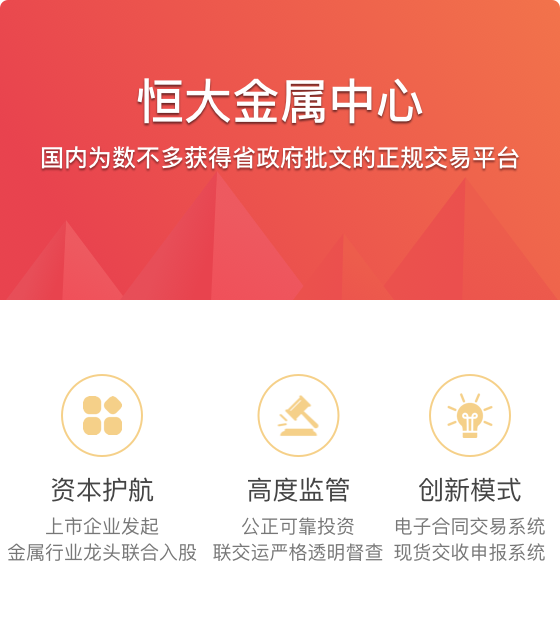 恒大金属中心
国内为数不多获得省政府批文的正规交易平台
资本护航
上市企业发起
金属行业龙头联合入股
高度监管
公正可靠投资
联交运严格透明督查
创新模式
电子合同交易系统
现货交收申报系统